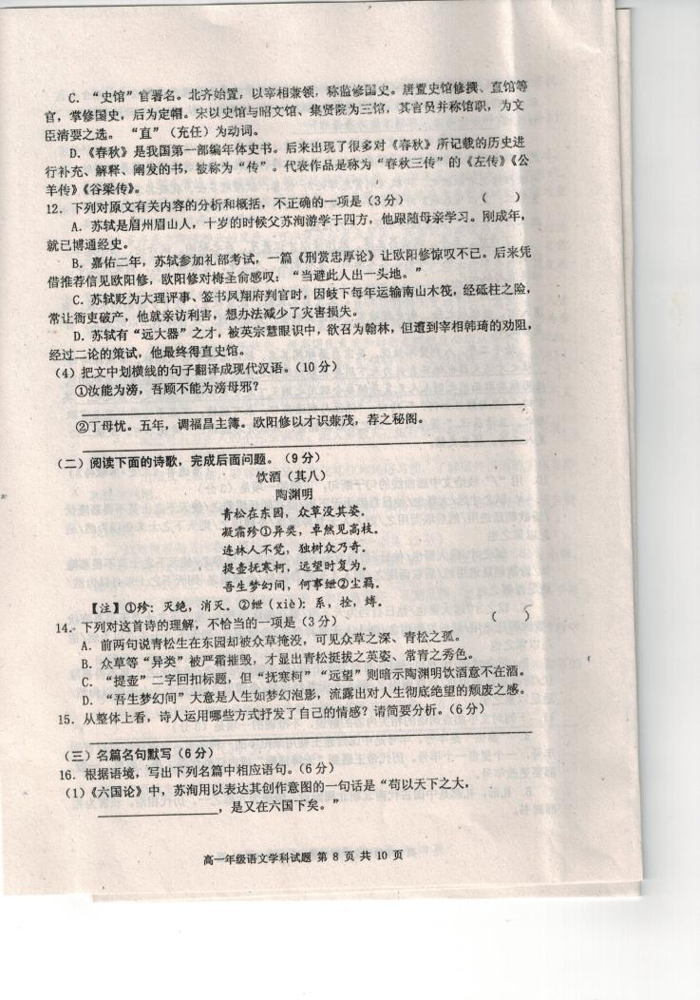 C. “史馆”官署名。北齐始置，以宰相兼领，称监修国史。唐置史馆修撰、直馆等
官，掌修国史，后为定帽。宋以史馆与昭文馆、集贤院为三馆，其官员并称馆职，为文
臣清要之选。 “直”（充任）为动词。
D.《春秋》是我国第一部编年体史书。后来出现了很多对《春秋》所记载的历史进
行补充、解释、阐发的书，被称为“传”。代表作品是称为“春秋三传”的《左传》《公
羊传》《谷梁传》。
12. 下列对原文有关内容的分析和概括，不正确的一项是(3分) （ ）
A. 苏轼是眉州眉山人，十岁的时候父苏洵游学于四方，他跟随母亲学习。刚成年，
就已博通经史。
B. 嘉佑二年，苏轼参加礼部考试，一篇《刑赏忠厚论》让欧阳修惊叹不已。后来凭
借推荐信见欧阳修，欧阳修对梅圣俞感叹：“当避此人出一头地。”
C. 苏轼贬为大理评事、签书凤翔府判官时，因岐下每年运输南山木筏，经砥柱之险，
常让衙吏破产，他就亲访利害，想办法减少了灾害损失。
D. 苏轼有“远大器”之才，被英宗慧眼识中，欲召为翰林，但遭到宰相韩琦的劝阻，
经过二论的策试，他最终得直史馆。
(4) 把文中划横线的句子翻译成现代汉语。(10分)
①汝能为滂，吾顾不能为滂母邪？
②丁母忧。五年，调福昌主簿。欧阳修以才识兼茂，荐之秘阁。
(二) 阅读下面的诗歌，完成后面问题。(9分)
饮酒（其八）
陶渊明
青松在东园，众草没其姿。
凝霜殄①异类，卓然见高枝。
连林人不觉，独树众乃奇。
提壶抚寒柯，远望时复为。
吾生梦幻间，何事绁②尘羁。
【注】①殄：灭绝，消灭。②绁(xiè)：系，拴，缚。
14. 下列对这首诗的理解，不恰当的一项是(3分) ( 5
A. 前两句说青松生在东园却被众草掩没，可见众草之深、青松之孤。
B. 众草等“异类”被严霜摧毁，才显出青松挺拔之英姿、常青之秀色。
C. “提壶”二字回扣标题，但“抚寒柯”“远望”则暗示陶渊明饮酒意不在酒。
D. “吾生梦幻间”大意是人生如梦幻泡影，流露出对人生彻底绝望的颓废之感。
15. 从整体上看，诗人运用哪些方式抒发了自己的情感？请简要分析。(6分)
(三) 名篇名句默写(6分)
16. 根据语境，写出下列名篇中相应语句。(6分)
(1)《六国论》中，苏洵用以表达其创作意图的一句话是“苟以天下之大，
，是又在六国下矣。”
高一年级语文学科试题 第 8 页 共 10 页